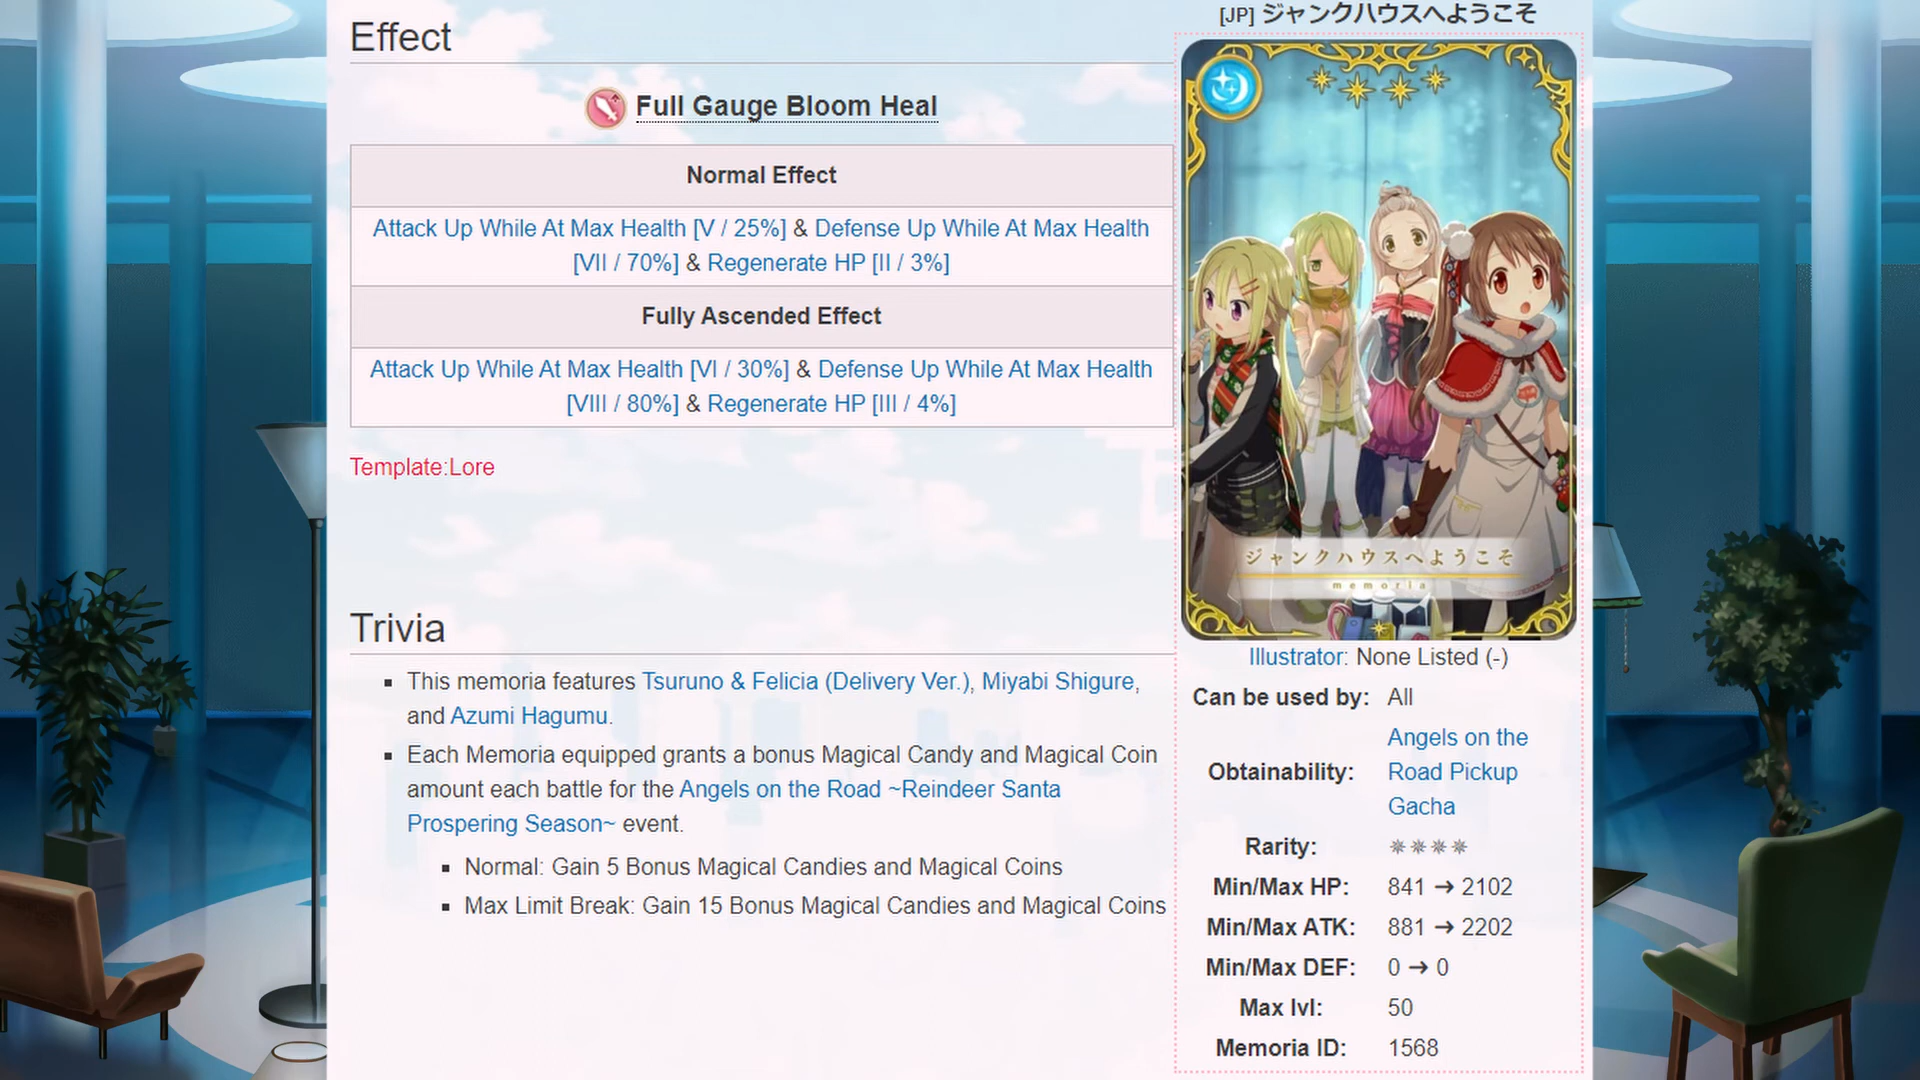 Effect
Full Gauge Bloom Heal
Normal Effect
Attack Up While At Max Health [V / 25%] & Defense Up While At Max Health
[VII / 70%] & Regenerate HP [II / 3%]
Fully Ascended Effect
Attack Up While At Max Health [VI / 30%] & Defense Up While At Max Health
[VIII / 80%] & Regenerate HP [III / 4%]
Template:Lore
Trivia
This memoria features Tsuruno & Felicia (Delivery Ver.), Miyabi Shigure,
and Azumi Hagumu.
Each Memoria equipped grants a bonus Magical Candy and Magical Coin
amount each battle for the Angels on the Road ~Reindeer Santa
Prospering Season~ event.
Normal: Gain 5 Bonus Magical Candies and Magical Coins
Max Limit Break: Gain 15 Bonus Magical Candies and Magical Coins
[JP] ジャンクハウスへようこそ
ジャンクハウスへようこそ
memoria
Illustrator: None Listed (-)
Can be used by: All
Obtainability: Angels on the
Road Pickup
Gacha
Rarity: ✵✵✵✵
Min/Max HP: 841 ➞ 2102
Min/Max ATK: 881 ➞ 2202
Min/Max DEF: 0 ➞ 0
Max lvl: 50
Memoria ID: 1568